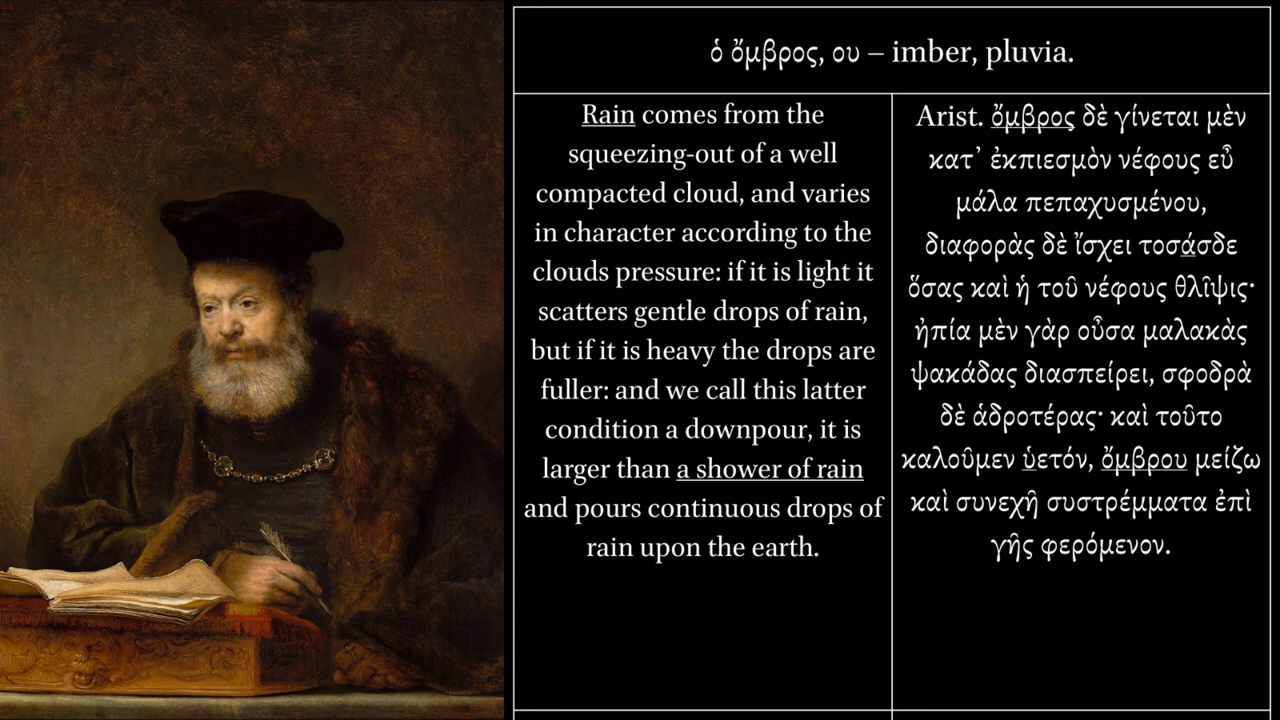 ὁ ὄμβρος, ου – imber, pluvia.
Rain comes from the
squeezing-out of a well
compacted cloud, and varies
in character according to the
clouds pressure: if it is light it
scatters gentle drops of rain,
but if it is heavy the drops are
fuller: and we call this latter
condition a downpour, it is
larger than a shower of rain
and pours continuous drops of
rain upon the earth.
Arist. ὄμβρος δὲ γίνεται μὲν
κατ’ ἐκπιεσμὸν νέφους εὖ
μάλα πεπαχυσμένου,
διαφορὰς δὲ ἴσχει τοσάσδε
ὅσας καὶ ἡ τοῦ νέφους θλῖψις·
ἠπία μὲν γὰρ οὖσα μαλακὰς
ψακάδας διασπείρει, σφοδρὰ
δὲ ἁδροτέρας· καὶ τοῦτο
καλοῦμεν ὑετόν, ὄμβρου μείζω
καὶ συνεχῆ συστρέμματα ἐπὶ
γῆς φερόμενον.